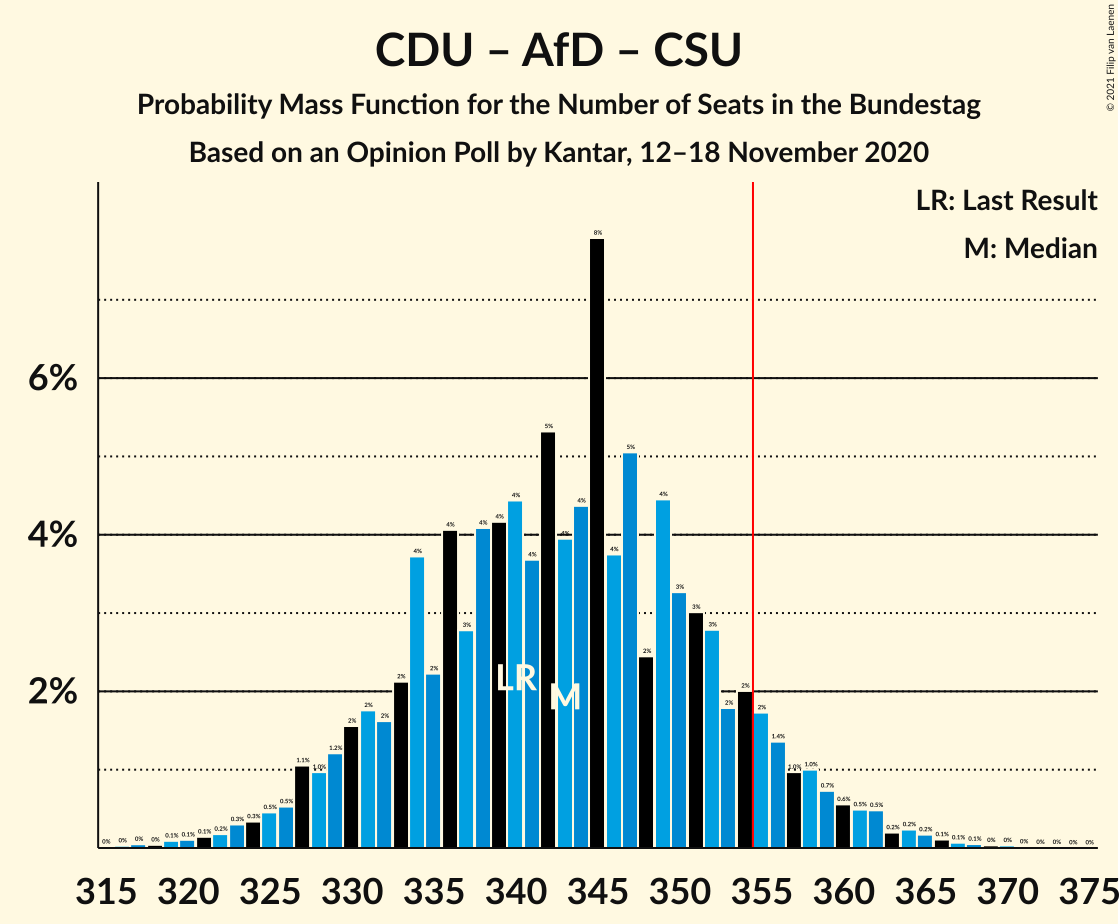 CDU – AfD – CSU
Probability Mass Function for the Number of Seats in the Bundestag
Based on an Opinion Poll by Kantar, 12–18 November 2020
© 2021 Filip van Laenen
LR: Last Result
M: Median
6%
4%
2%
0% 0% 0% 0% 0.1% 0.1% 0.1% 0.2% 0.3% 0.3% 0.5% 0.5% 1.1% 1.0% 1.2% 2% 2% 2% 2% 4% 2% 4% 3% 4% 4% 4% 4% 5% 4% 4% 8% 4% 5% 2% 4% 3% 3% 3% 2% 2% 2% 1.4% 1.0% 1.0% 0.7% 0.6% 0.5% 0.5% 0.2% 0.2% 0.2% 0.1% 0.1% 0.1% 0% 0% 0% 0% 0% 0% 0%
LR
M
315 320 325 330 335 340 345 350 355 360 365 370 375